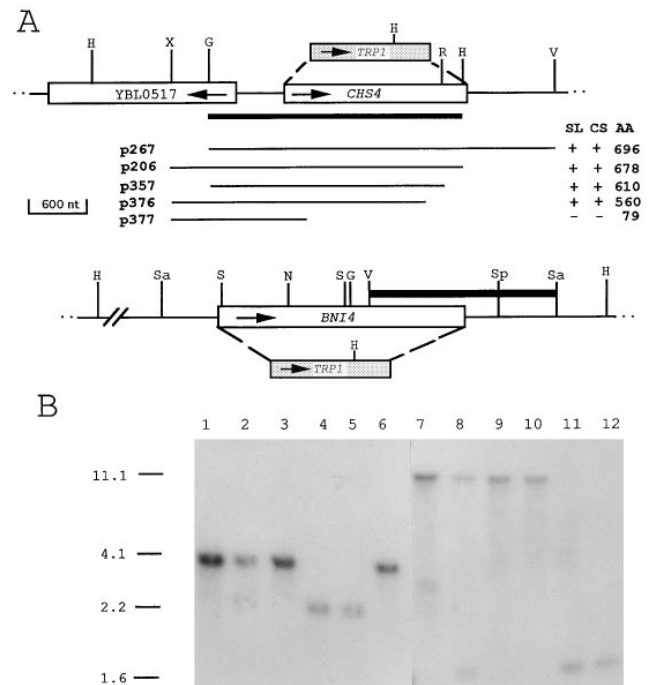 A
H
H X G TRP1 R H V
YBL0517 CHS4
SL CS AA
p267 + + 696
p206 + + 678
p357 + + 610
p376 + + 560
p377 - - 79
600 nt
H Sa S N S G V Sp Sa H
BNI4
H
TRP1
B
1 2 3 4 5 6 7 8 9 10 11 12
11.1
4.1
2.2
1.6